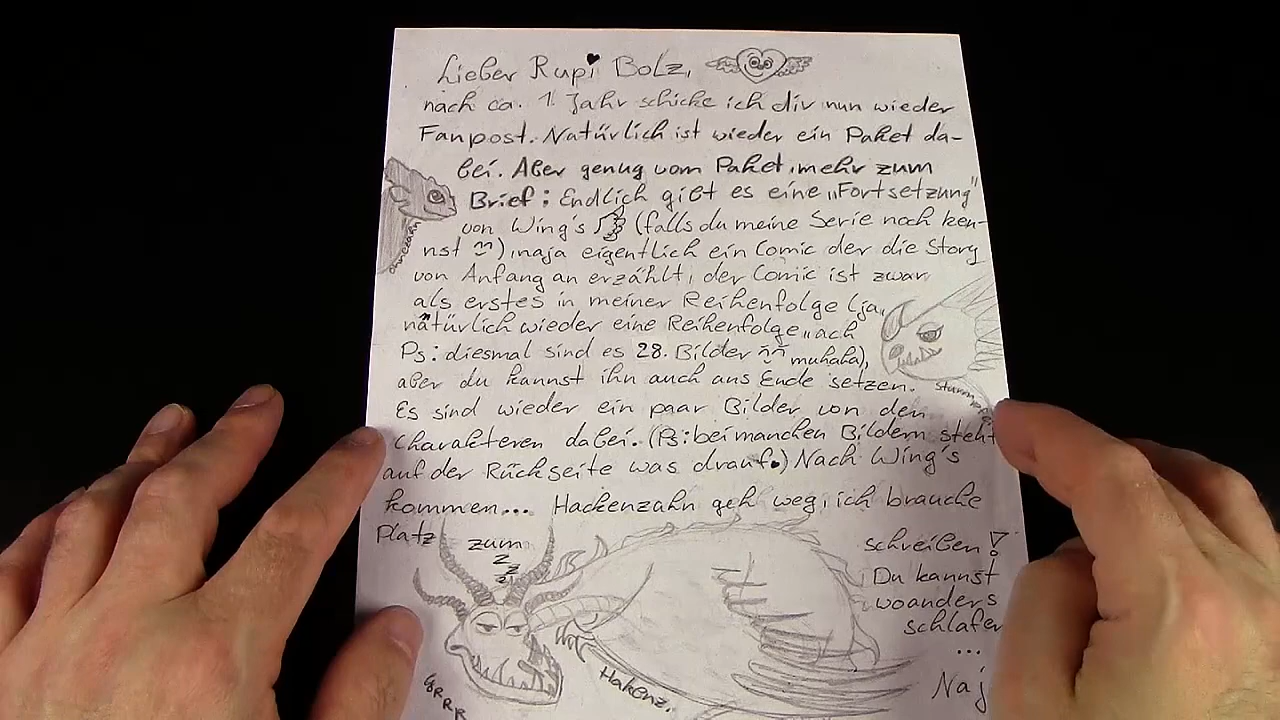 Lieber Rupi Bolz,
nach ca. 1. Jahr schicke ich dir nun wieder
Fanpost. Natürlich ist wieder ein Paket da-
bei. Aber genug vom Paket, mehr zum
Brief: Endlich gibt es eine „Fortsetzung"
von Wing's (falls du meine Serie noch ken-
nst ^^), naja eigentlich ein Comic der die Story
von Anfang an erzählt, der Comic ist zwar
als erstes in meiner Reihenfolge (ja,
natürlich wieder eine Reihenfolge, ach
Ps: diesmal sind es 28. Bilder ^^ muhaha),
aber du kannst ihn auch ans Ende setzen.
Es sind wieder ein paar Bilder von den
Charakteren dabei. (Ps: bei manchen Bildern steht
auf der Rückseite was drauf.) Nach Wing's
kommen... Hackenzahn geh weg, ich brauche
Platz zum schreiben!
Du kannst
woanders
schlafen
...
Naj
ohnezahn
z
z
z
GRRR
Hakenz.